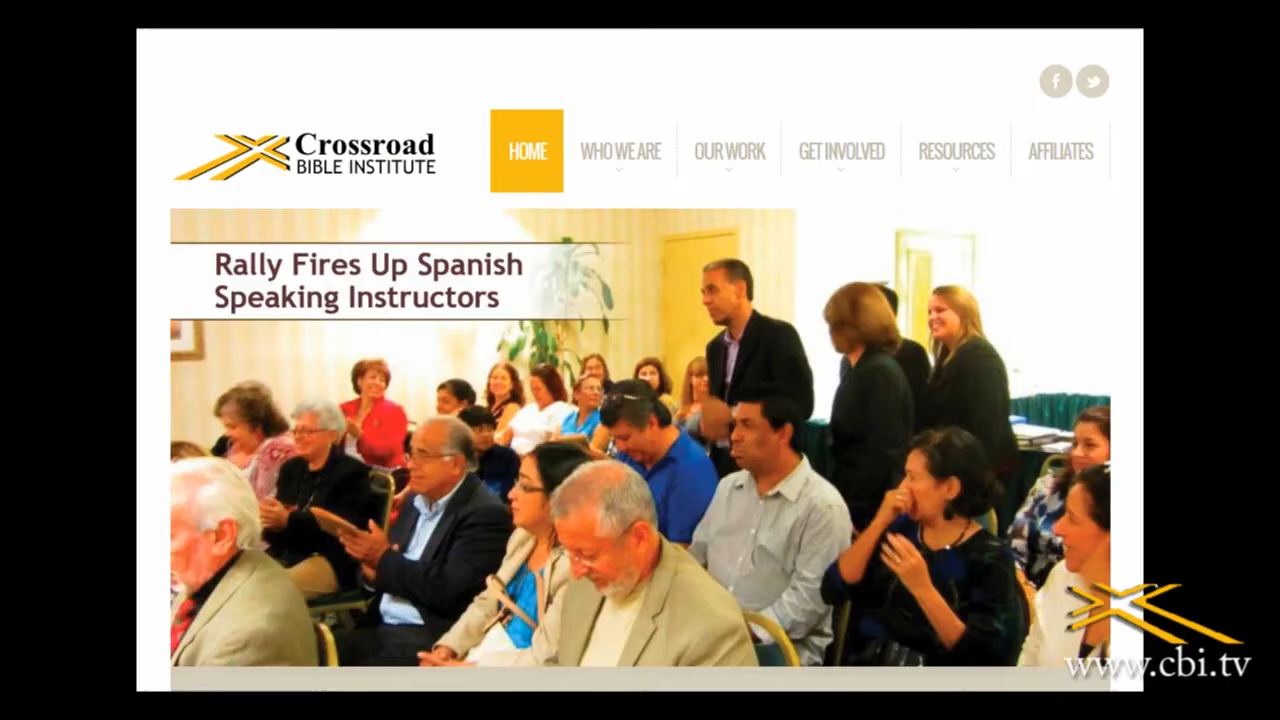 Crossroad
BIBLE INSTITUTE
HOME
WHO WE ARE
OUR WORK
GET INVOLVED
RESOURCES
AFFILIATES
Rally Fires Up Spanish
Speaking Instructors
www.cbi.tv